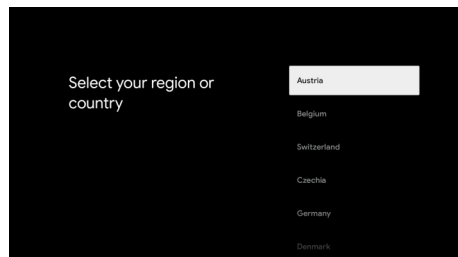 Select your region or
country
Austria
Belgium
Switzerland
Czechia
Germany
Denmark